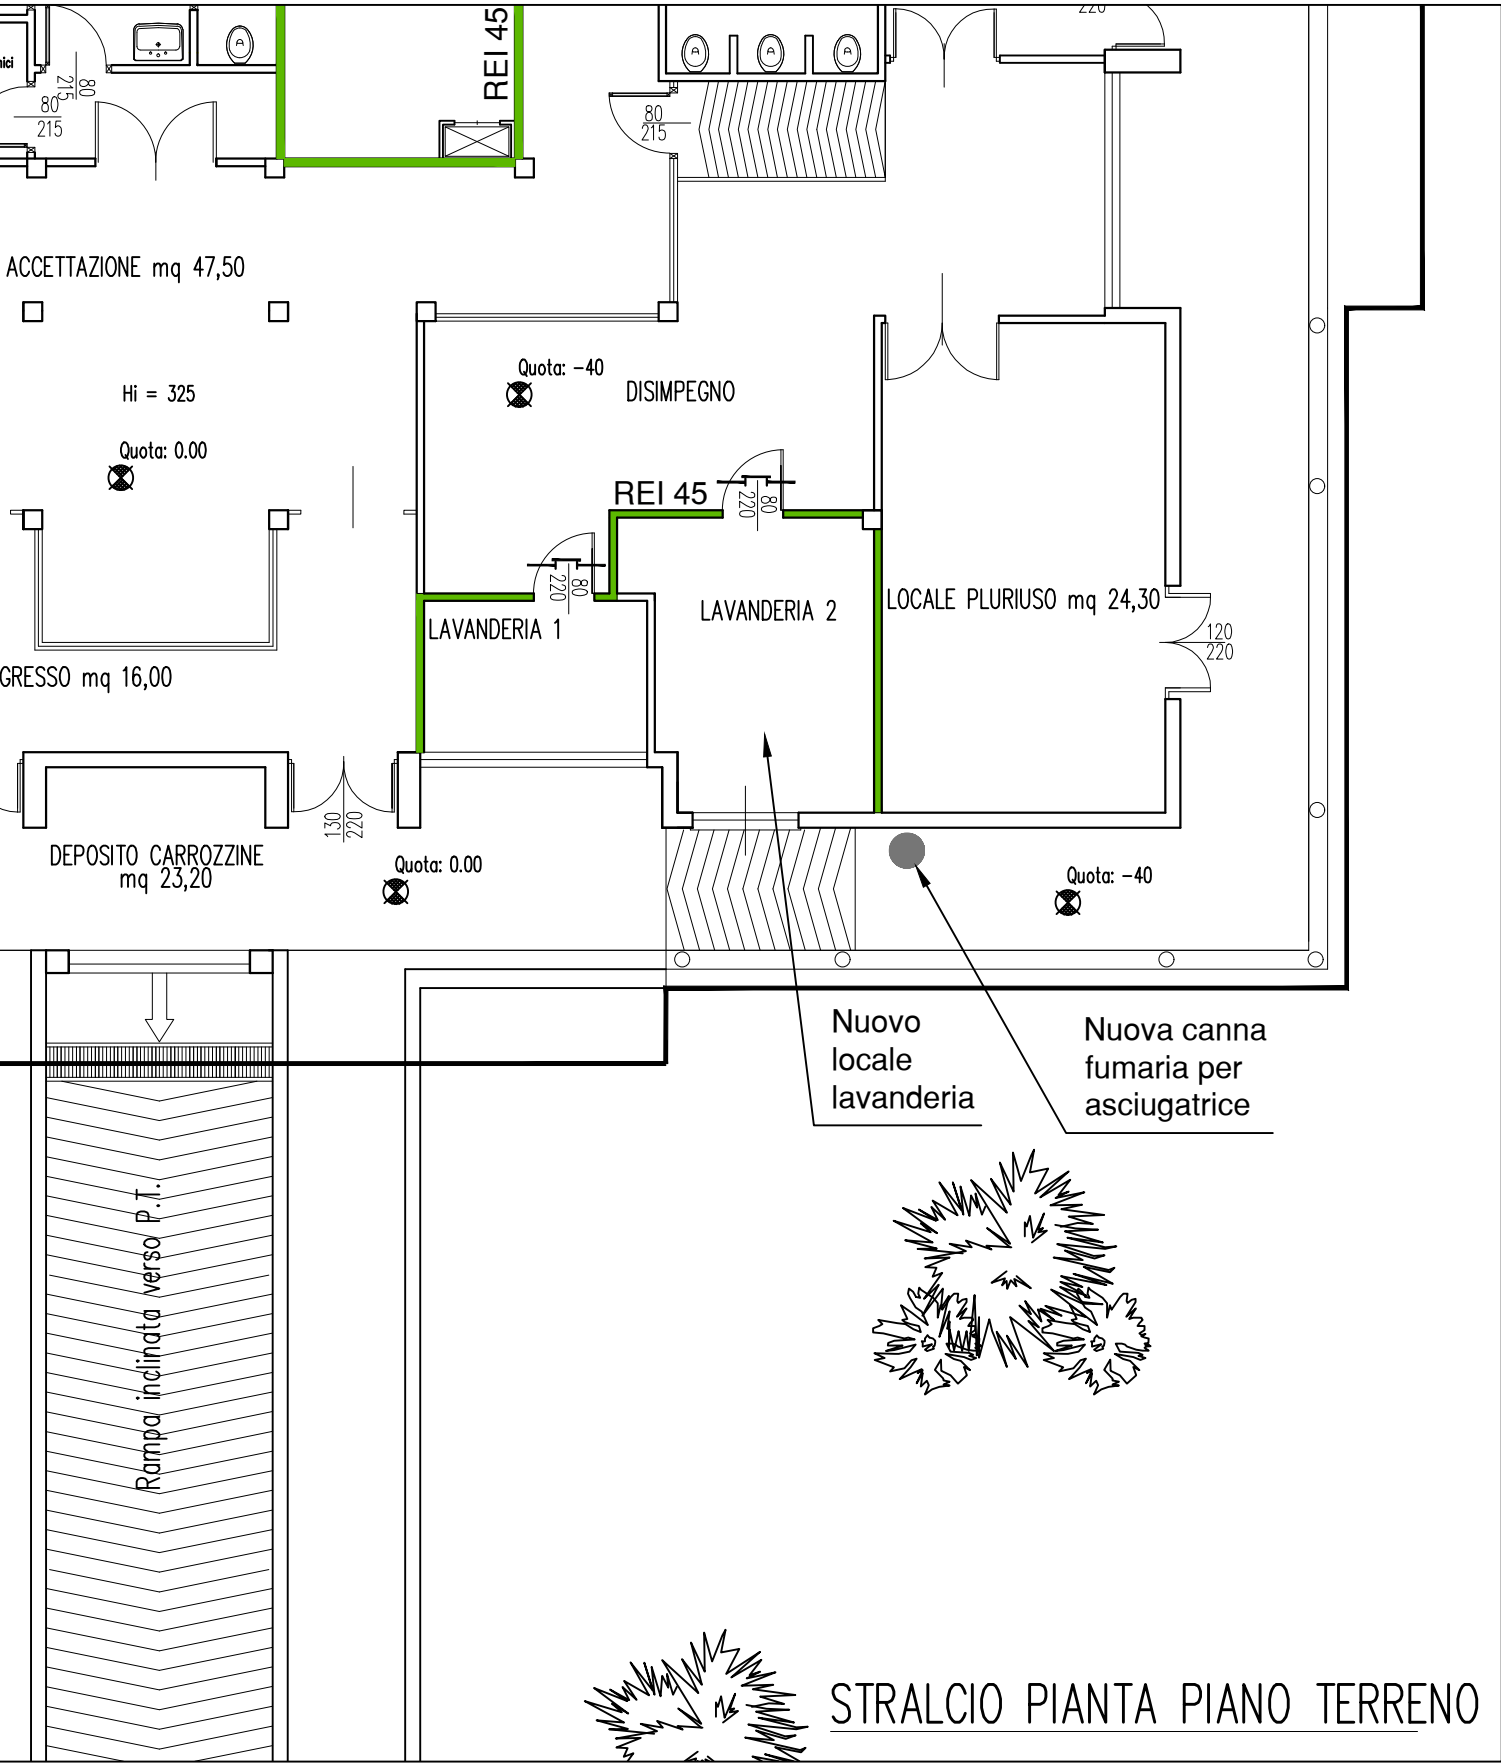 220
REI 45
nici
80
215
80
215
80
215
ACCETTAZIONE mq 47,50
Quota: -40
DISIMPEGNO
Hi = 325
Quota: 0.00
REI 45
80
220
80
220
LAVANDERIA 2
LOCALE PLURIUSO mq 24,30
LAVANDERIA 1
120
220
GRESSO mq 16,00
130
220
DEPOSITO CARROZZINE
mq 23,20
Quota: 0.00
Quota: -40
Nuovo
locale
lavanderia
Nuova canna
fumaria per
asciugatrice
Rampa inclinata verso P.T.
STRALCIO PIANTA PIANO TERRENO